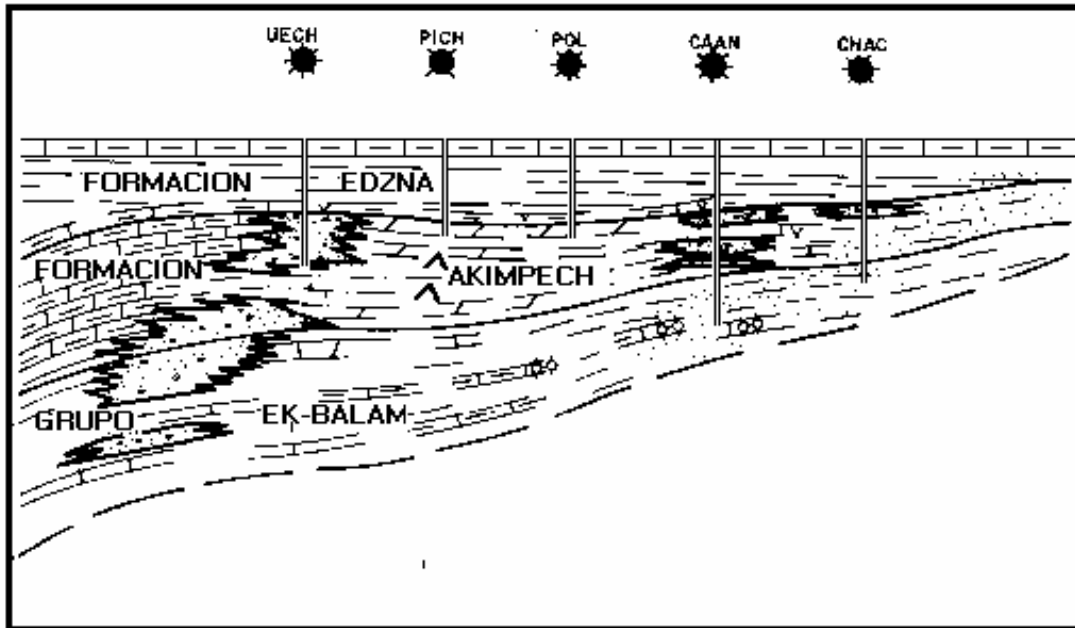 UECH PICH POL CAAN CHAC
FORMACION EDZNA
FORMACION AKIMPECH
GRUPO EK-BALAM